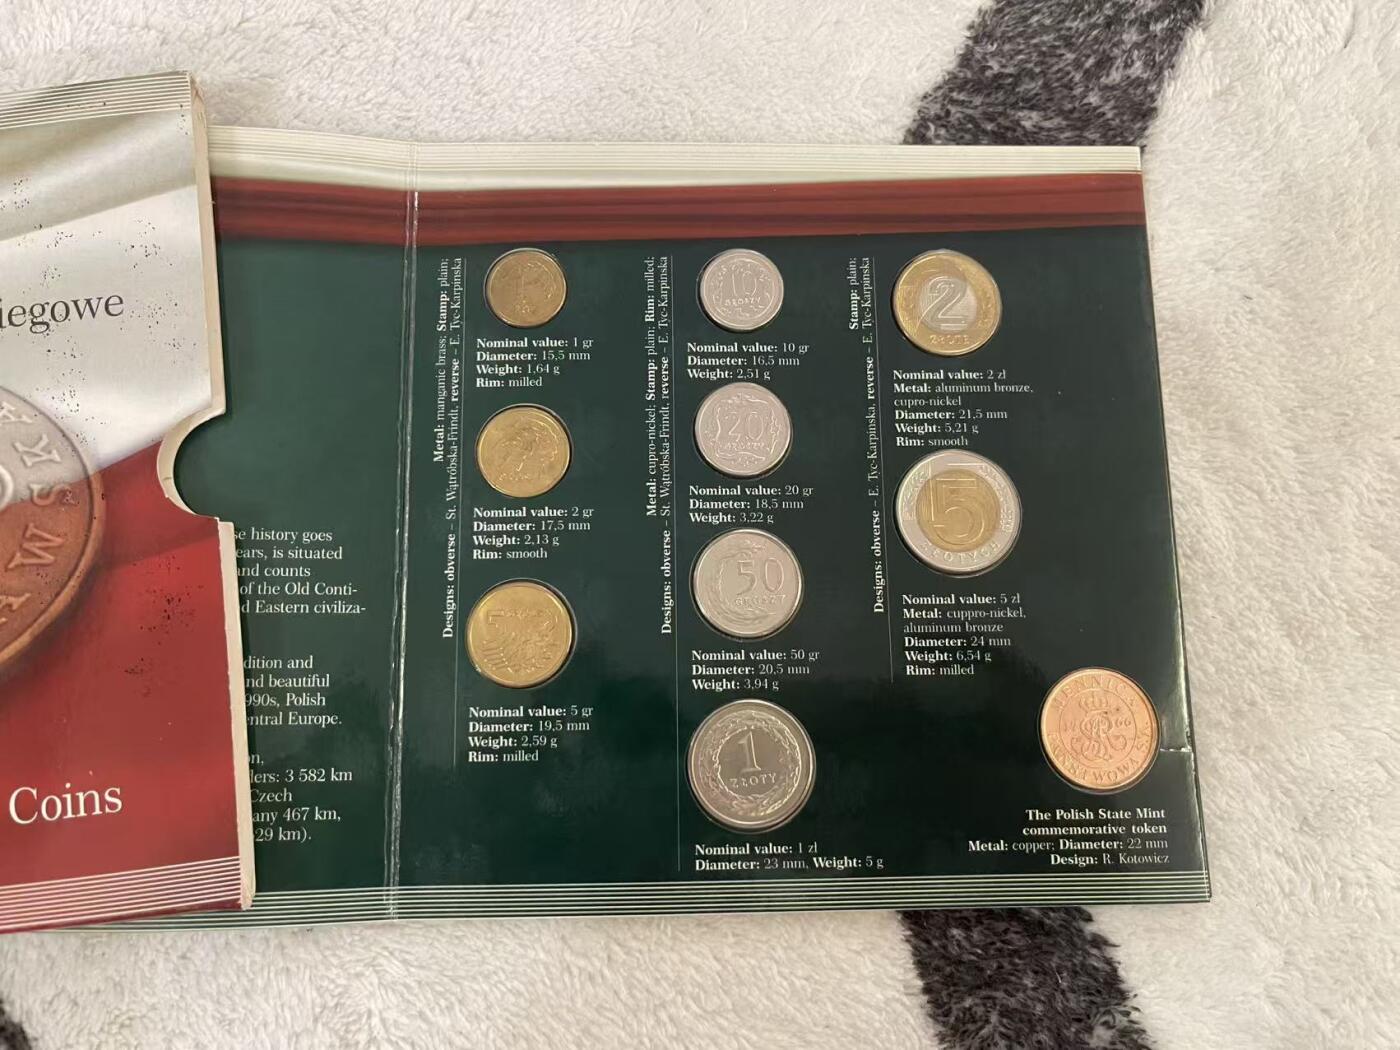 iegowe
Coins
se history goes
ears, is situated
and counts
of the Old Conti-
d Eastern civiliza-
dition and
nd beautiful
990s, Polish
entral Europe.
on,
ders: 3 582 km
Czech
any 467 km,
29 km).
Metal: manganic brass; Stamp: plain;
Designs: obverse – St. Wątróbska-Frindt, reverse – E. Tyc-Karpinska
Nominal value: 1 gr
Diameter: 15,5 mm
Weight: 1,64 g
Rim: milled
Nominal value: 2 gr
Diameter: 17,5 mm
Weight: 2,13 g
Rim: smooth
Nominal value: 5 gr
Diameter: 19,5 mm
Weight: 2,59 g
Rim: milled
Metal: cupro-nickel; Stamp: plain; Rim: milled;
Designs: obverse – St. Wątróbska-Frindt, reverse – E. Tyc-Karpinska
10
GROSZY
Nominal value: 10 gr
Diameter: 16,5 mm
Weight: 2,51 g
20
GROSZY
Nominal value: 20 gr
Diameter: 18,5 mm
Weight: 3,22 g
50
GROSZY
Nominal value: 50 gr
Diameter: 20,5 mm
Weight: 3,94 g
1
ZŁOTY
Nominal value: 1 zł
Diameter: 23 mm, Weight: 5 g
Stamp: plain;
Designs: obverse – E. Tyc-Karpinska, reverse – E. Tyc-Karpinska
2
ZŁOTE
Nominal value: 2 zł
Metal: aluminum bronze,
cupro-nickel
Diameter: 21,5 mm
Weight: 5,21 g
Rim: smooth
5
ZŁOTYCH
Nominal value: 5 zł
Metal: cuppro-nickel,
aluminum bronze
Diameter: 24 mm
Weight: 6,54 g
Rim: milled
MENNICA
1766
PAŃSTWOWA
The Polish State Mint
commemorative token
Metal: copper; Diameter: 22 mm
Design: R. Kotowicz